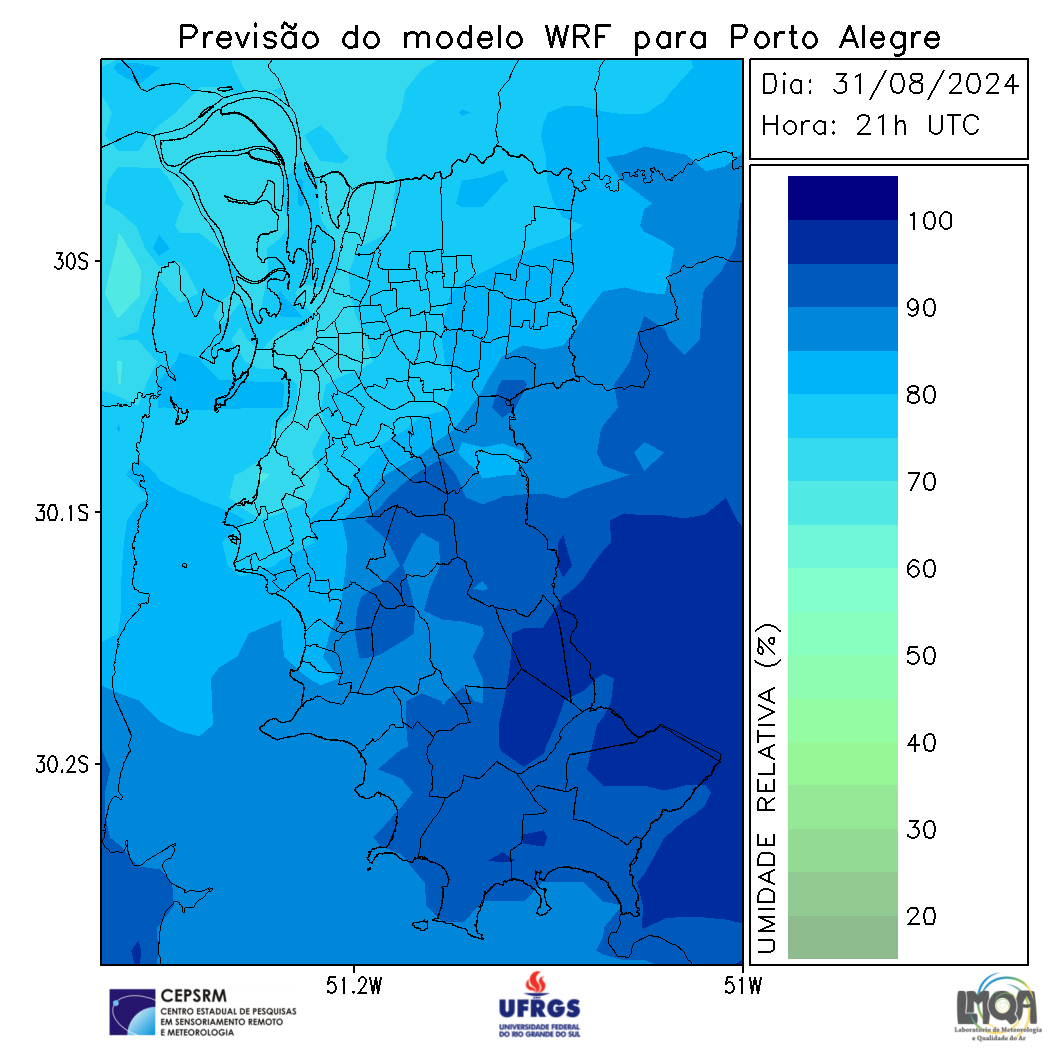 Previsão do modelo WRF para Porto Alegre
Dia: 31/08/2024
Hora: 21h UTC
30S
30.1S
30.2S
51.2W
51W
UMIDADE RELATIVA (%)
100
90
80
70
60
50
40
30
20
CEPSRM
CENTRO ESTADUAL DE PESQUISAS
EM SENSORIAMENTO REMOTO
E METEOROLOGIA
UFRGS
UNIVERSIDADE FEDERAL
DO RIO GRANDE DO SUL
LMQA
Laboratório de Meteorologia
e Qualidade do Ar